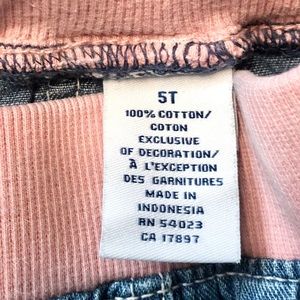 5T
100% COTTON/
COTON
EXCLUSIVE
OF DECORATION/
À L'EXCEPTION
DES GARNITURES
MADE IN
INDONESIA
RN 54023
CA 17897